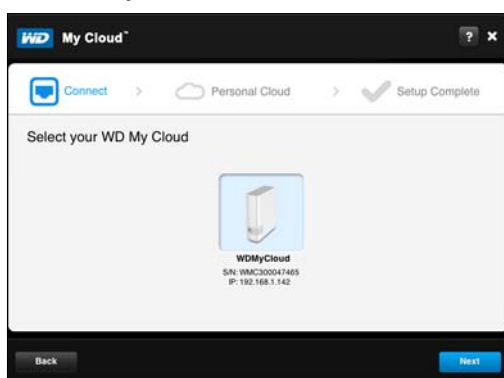 WD My Cloud™ ? ×
Connect > Personal Cloud > Setup Complete
Select your WD My Cloud
WDMyCloud
S/N: WMC300047465
IP: 192.168.1.142
Back Next